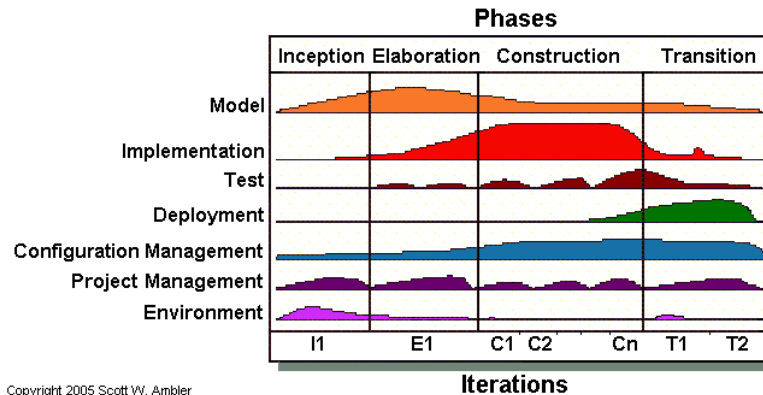 Phases
Inception Elaboration Construction Transition
Model
Implementation
Test
Deployment
Configuration Management
Project Management
Environment
I1 E1 C1 C2 Cn T1 T2
Iterations
Copyright 2005 Scott W. Ambler